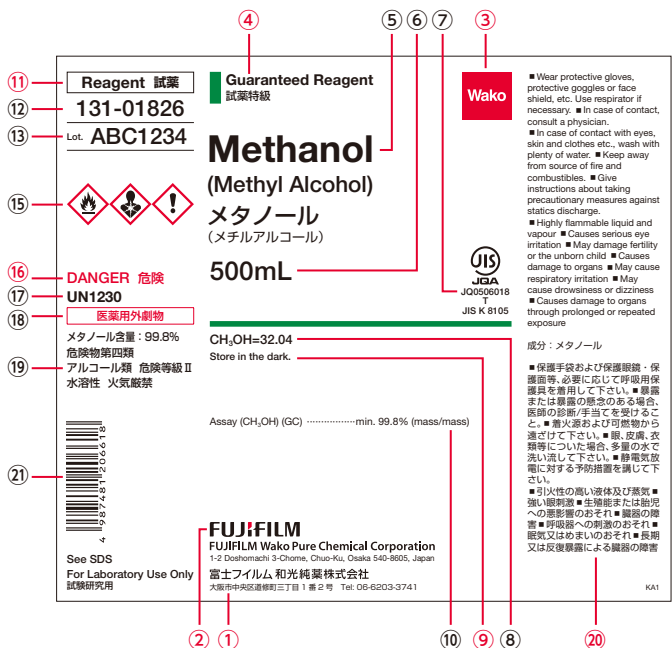 ④
⑤
⑥
⑦
③
⑪
Reagent 試薬
⑫
131-01826
⑬
Lot. ABC1234
⑮
⑯
DANGER 危険
⑰
UN1230
⑱
医薬用外劇物
メタノール含量：99.8%
危険物第四類
⑲
アルコール類 危険等級Ⅱ
水溶性 火気厳禁
㉑
4 987481 206618
See SDS
For Laboratory Use Only
試験研究用
Guaranteed Reagent
試薬特級
Methanol
(Methyl Alcohol)
メタノール
（メチルアルコール）
500mL
CH₃OH=32.04
Store in the dark.
Assay (CH₃OH) (GC) ·················· min. 99.8% (mass/mass)
FUJIFILM
FUJIFILM Wako Pure Chemical Corporation
1-2 Doshomachi 3-Chome, Chuo-Ku, Osaka 540-8605, Japan
富士フイルム 和光純薬株式会社
大阪市中央区道修町三丁目1番2号 Tel: 06-6203-3741
Wako
JIS
JQA
JQ0506018
T
JIS K 8105
■ Wear protective gloves,
protective goggles or face
shield, etc. Use respirator if
necessary. ■ In case of contact,
consult a physician.
■ In case of contact with eyes,
skin and clothes etc., wash with
plenty of water. ■ Keep away
from source of fire and
combustibles. ■ Give
instructions about taking
precautionary measures against
statics discharge.
■ Highly flammable liquid and
vapour ■ Causes serious eye
irritation ■ May damage fertility
or the unborn child ■ Causes
damage to organs ■ May cause
respiratory irritation ■ May
cause drowsiness or dizziness
■ Causes damage to organs
through prolonged or repeated
exposure
成分：メタノール
■保護手袋および保護眼鏡・保
護面等、必要に応じて呼吸用保
護具を着用して下さい。■暴露
または暴露の懸念のある場合、
医師の診断/手当てを受けるこ
と。■着火源および可燃物から
遠ざけて下さい。■眼、皮膚、衣
類等についた場合、多量の水で
洗い流して下さい。■静電気放
電に対する予防措置を講じて下
さい。
■引火性の高い液体及び蒸気■
強い眼刺激■生殖能または胎児
への悪影響のおそれ■臓器の障
害■呼吸器への刺激のおそれ■
眠気又はめまいのおそれ■長期
又は反復暴露による臓器の障害
KA1
②
①
⑩
⑨
⑧
⑳